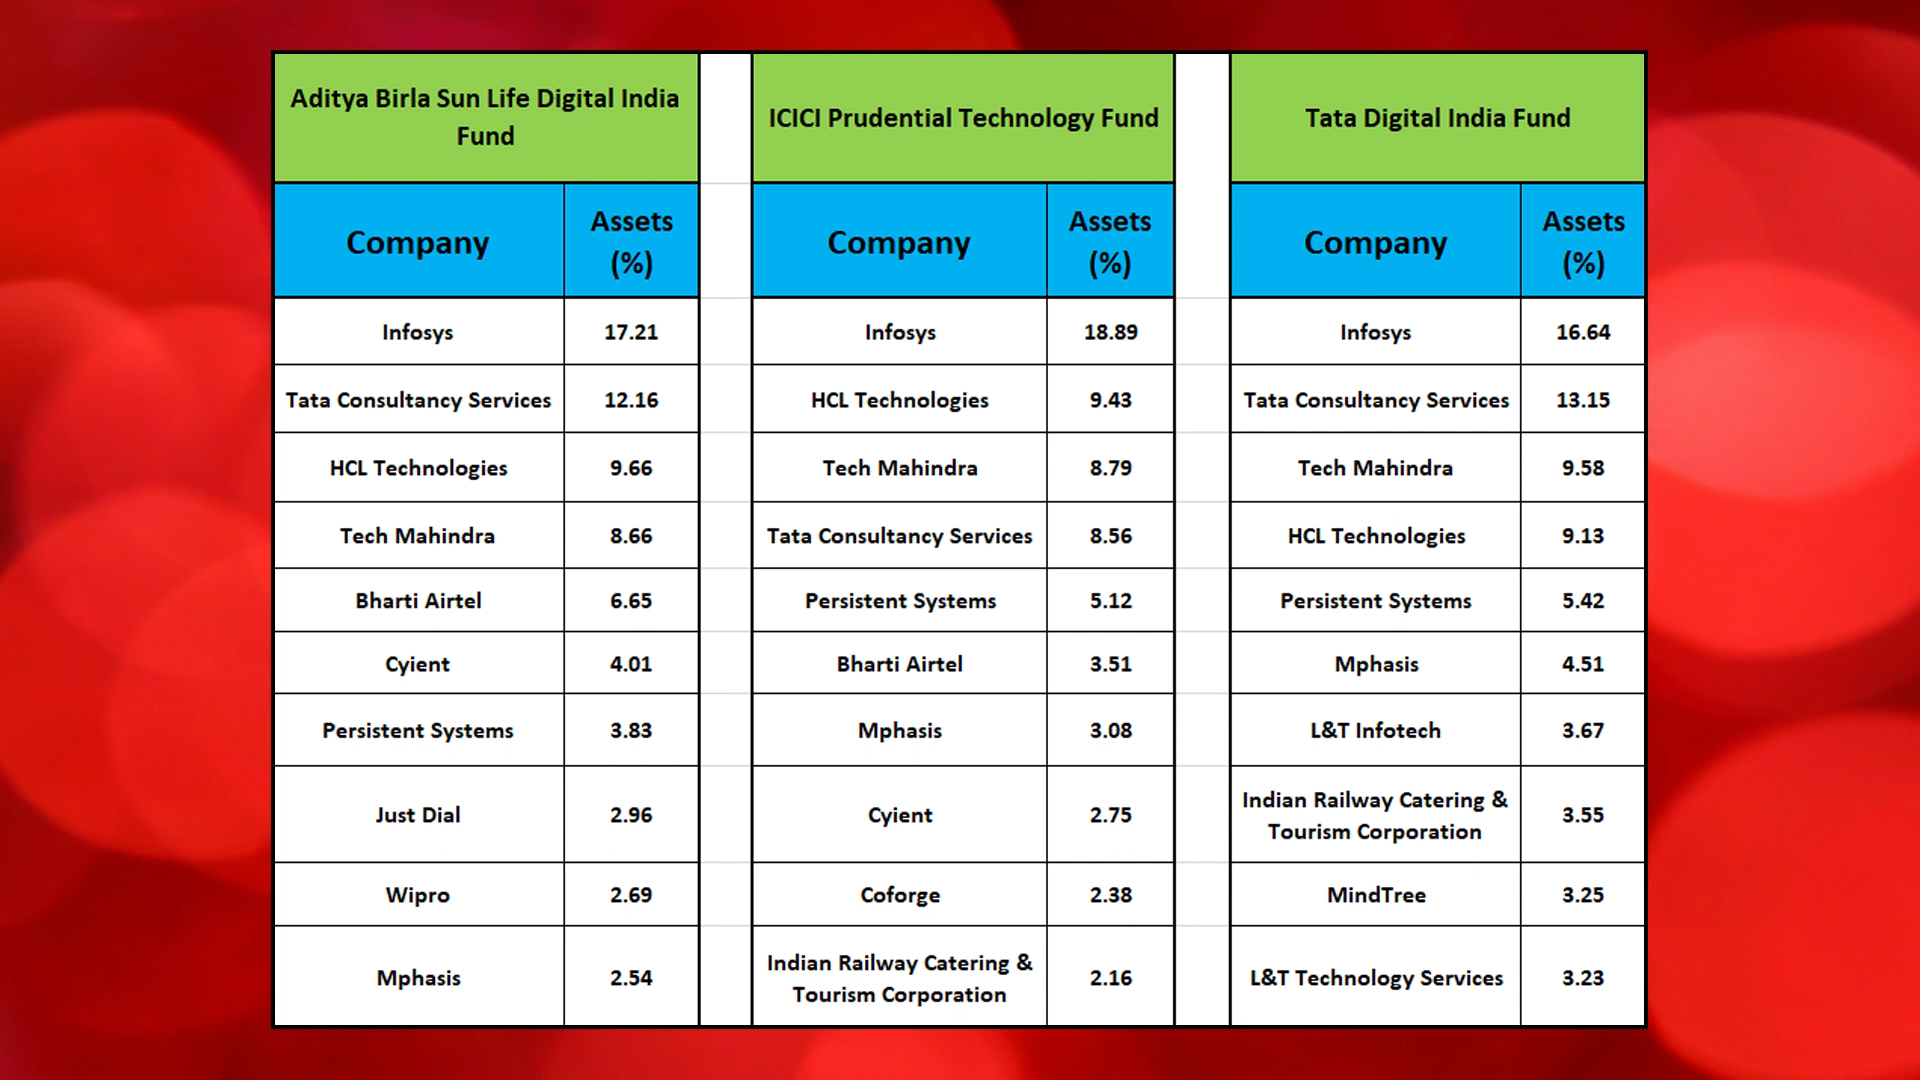 Aditya Birla Sun Life Digital India
Fund
Company
Assets
(%)
Infosys 17.21
Tata Consultancy Services 12.16
HCL Technologies 9.66
Tech Mahindra 8.66
Bharti Airtel 6.65
Cyient 4.01
Persistent Systems 3.83
Just Dial 2.96
Wipro 2.69
Mphasis 2.54
ICICI Prudential Technology Fund
Company
Assets
(%)
Infosys 18.89
HCL Technologies 9.43
Tech Mahindra 8.79
Tata Consultancy Services 8.56
Persistent Systems 5.12
Bharti Airtel 3.51
Mphasis 3.08
Cyient 2.75
Coforge 2.38
Indian Railway Catering &
Tourism Corporation
2.16
Tata Digital India Fund
Company
Assets
(%)
Infosys 16.64
Tata Consultancy Services 13.15
Tech Mahindra 9.58
HCL Technologies 9.13
Persistent Systems 5.42
Mphasis 4.51
L&T Infotech 3.67
Indian Railway Catering &
Tourism Corporation
3.55
MindTree 3.25
L&T Technology Services 3.23